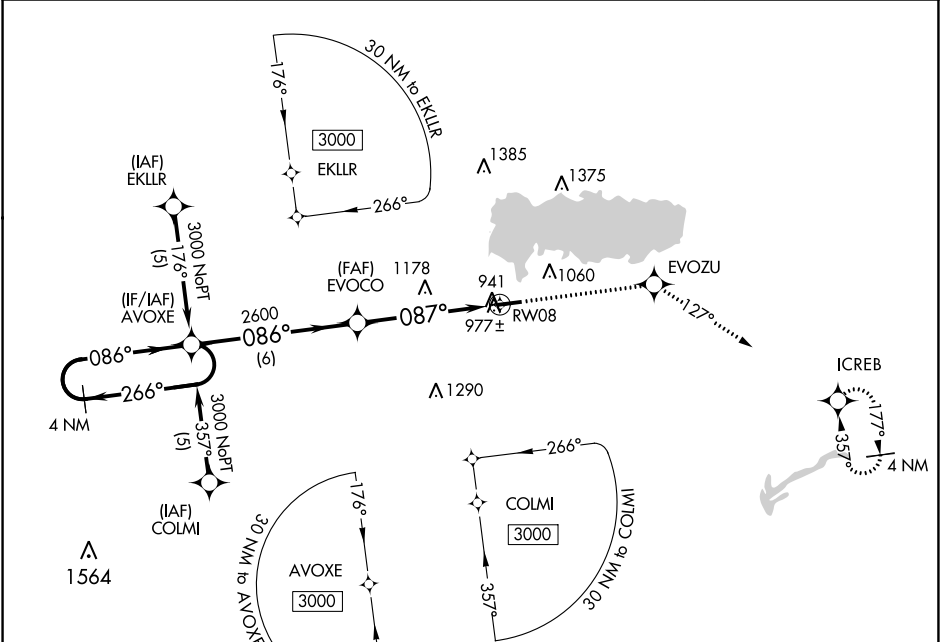 30 NM to EKLLR
176°
3000
EKLLR
266°
1385
1375
(IAF)
EKLLR
3000 NoPT
176°
(5)
(IF/IAF)
AVOXE
(FAF)
EVOCO
1178
941
1060
EVOZU
2600
086°
(6)
087°
977±
RW08
127°
086°
266°
4 NM
1290
ICREB
177°
357°
4 NM
3000 NoPT
357°
(5)
(IAF)
COLMI
1564
176°
AVOXE
3000
30 NM to AVOXE
266°
COLMI
3000
357°
30 NM to COLMI